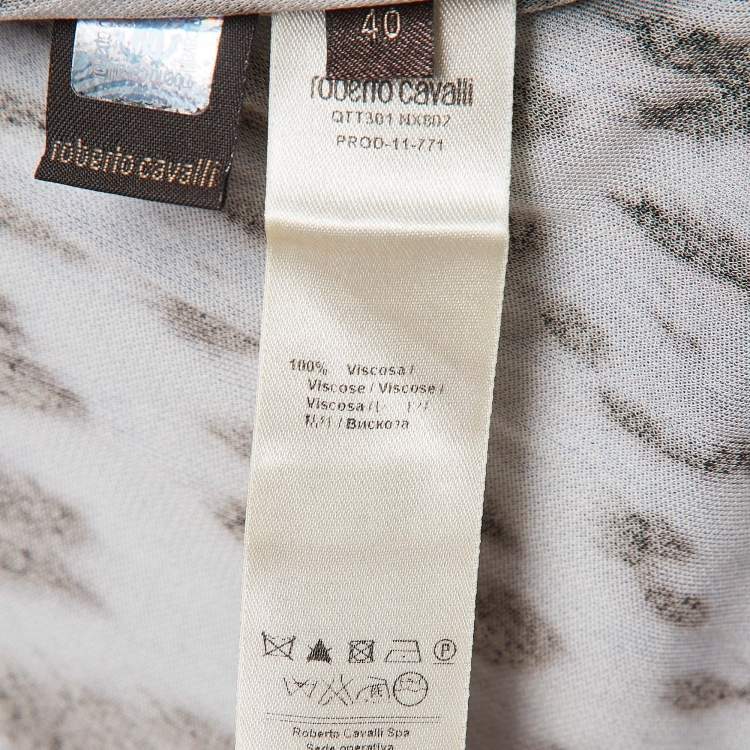 40
roberto cavalli
roberto cavalli
QTT301 NX802
PROD-11-771
100% Viscosa /
Viscose / Viscose /
Viscosa /
/ Вискоза
P
Roberto Cavalli Spa
Sede operativa